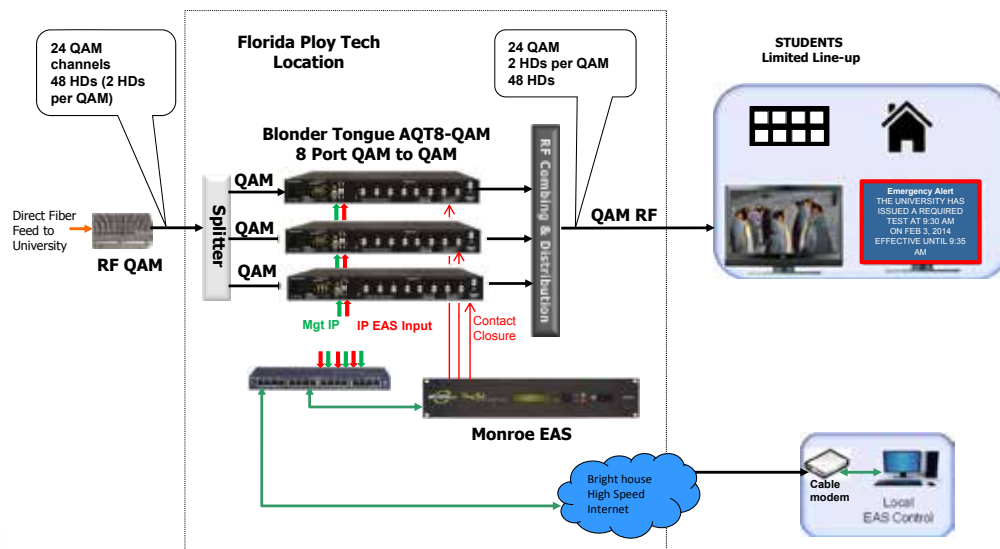 24 QAM
channels
48 HDs (2 HDs
per QAM)
Florida Ploy Tech
Location
24 QAM
2 HDs per QAM
48 HDs
STUDENTS
Limited Line-up
Blonder Tongue AQT8-QAM
8 Port QAM to QAM
Direct Fiber
Feed to
University
RF QAM
Splitter
QAM
QAM
QAM
RF Combing & Distribution
QAM RF
Emergency Alert
THE UNIVERSITY HAS
ISSUED A REQUIRED
TEST AT 9:30 AM
ON FEB 3, 2014
EFFECTIVE UNTIL 9:35
AM
Mgt IP
IP EAS Input
Contact
Closure
Monroe EAS
Bright house
High Speed
Internet
Cable
modem
Local
EAS Control